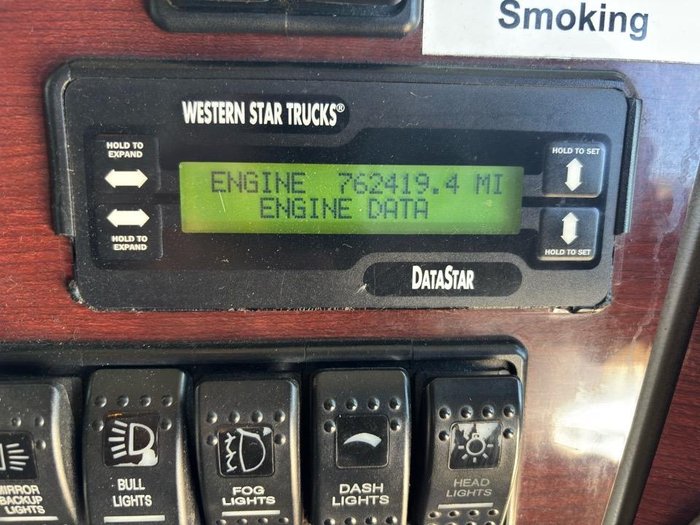 Smoking
WESTERN STAR TRUCKS®
HOLD TO
EXPAND
HOLD TO SET
ENGINE 762419.4 MI
ENGINE DATA
HOLD TO
EXPAND
HOLD TO SET
DATASTAR
MIRROR
BACKUP
LIGHTS
BULL
LIGHTS
FOG
LIGHTS
DASH
LIGHTS
HEAD
LIGHTS